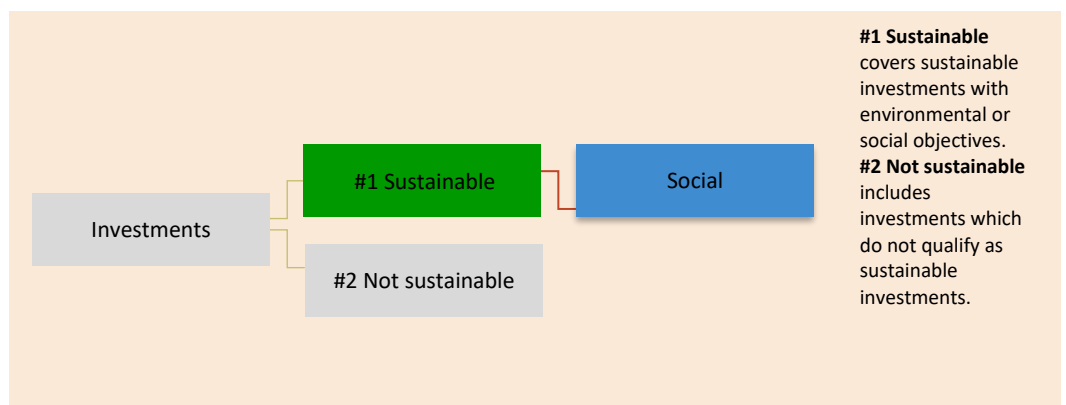 Investments
#1 Sustainable
Social
#2 Not sustainable
#1 Sustainable
covers sustainable
investments with
environmental or
social objectives.
#2 Not sustainable
includes
investments which
do not qualify as
sustainable
investments.